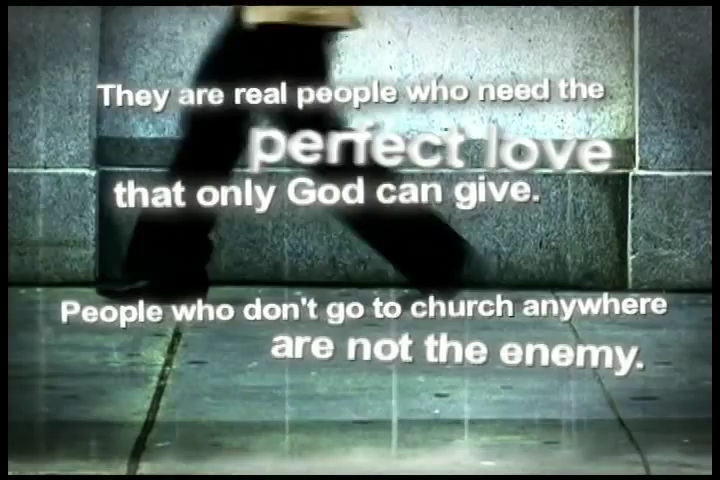 They are real people who need the
perfect love
that only God can give.
People who don't go to church anywhere
are not the enemy.